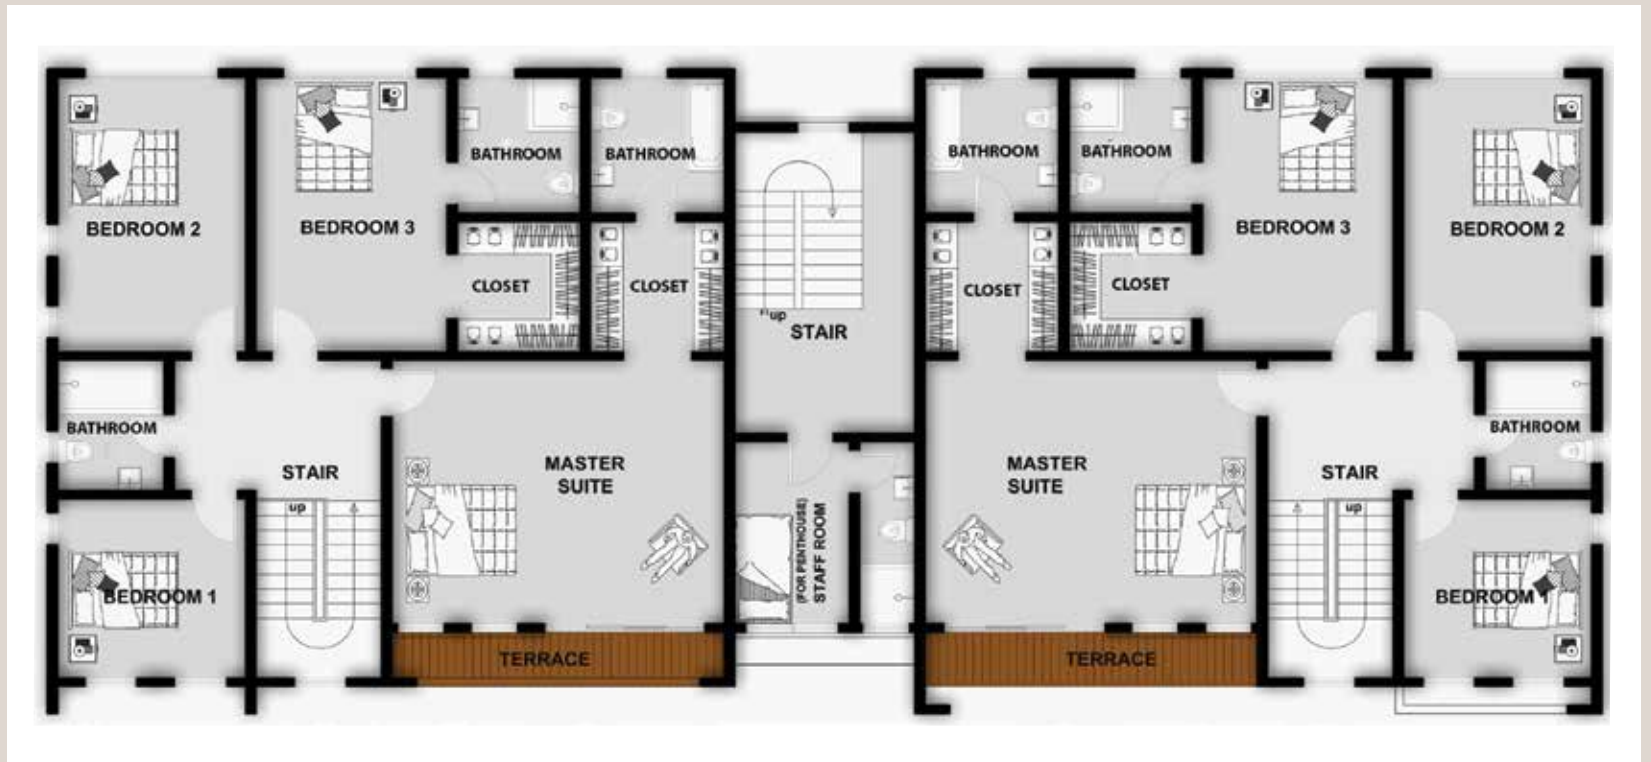 BATHROOM
BATHROOM
BATHROOM
BATHROOM
BEDROOM 2
BEDROOM 3
BEDROOM 3
BEDROOM 2
CLOSET
CLOSET
CLOSET
CLOSET
up
STAIR
BATHROOM
BATHROOM
STAIR
MASTER
SUITE
MASTER
SUITE
STAIR
up
up
(FOR PENTHOUSE)
STAFF ROOM
BEDROOM 1
BEDROOM 1
TERRACE
TERRACE